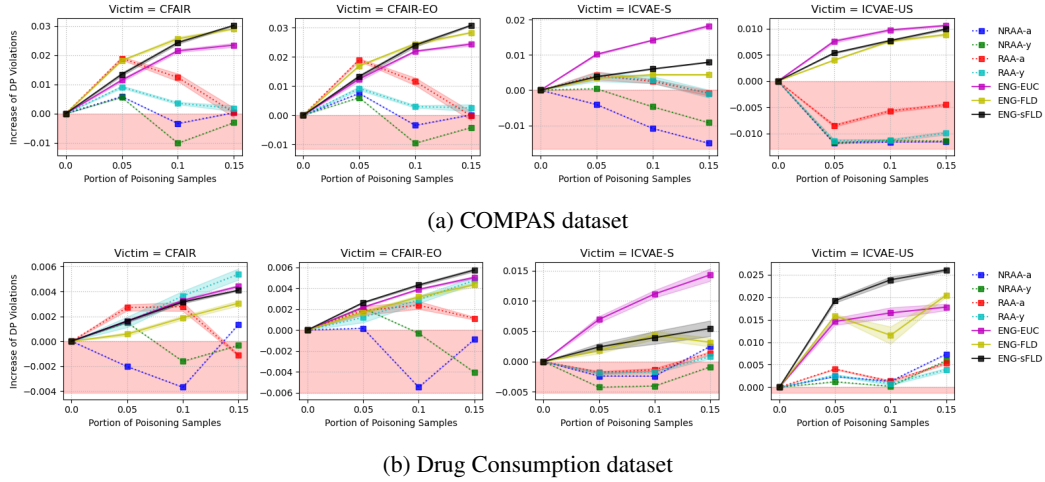 Victim = CFAIR
Victim = CFAIR-EO
Victim = ICVAE-S
Victim = ICVAE-US
Increase of DP Violations
0.03
0.02
0.01
0.00
−0.01
0.0 0.05 0.1 0.15
Portion of Poisoning Samples
0.03
0.02
0.01
0.00
−0.01
0.0 0.05 0.1 0.15
Portion of Poisoning Samples
0.02
0.01
0.00
−0.01
0.0 0.05 0.1 0.15
Portion of Poisoning Samples
0.010
0.005
0.000
−0.005
−0.010
0.0 0.05 0.1 0.15
Portion of Poisoning Samples
NRAA-a
NRAA-y
RAA-a
RAA-y
ENG-EUC
ENG-FLD
ENG-sFLD
(a) COMPAS dataset
Victim = CFAIR
Victim = CFAIR-EO
Victim = ICVAE-S
Victim = ICVAE-US
Increase of DP Violations
0.006
0.004
0.002
0.000
−0.002
−0.004
0.0 0.05 0.1 0.15
Portion of Poisoning Samples
0.006
0.004
0.002
0.000
−0.002
−0.004
−0.006
0.0 0.05 0.1 0.15
Portion of Poisoning Samples
0.015
0.010
0.005
0.000
−0.005
0.0 0.05 0.1 0.15
Portion of Poisoning Samples
0.025
0.020
0.015
0.010
0.005
0.000
0.0 0.05 0.1 0.15
Portion of Poisoning Samples
NRAA-a
NRAA-y
RAA-a
RAA-y
ENG-EUC
ENG-FLD
ENG-sFLD
(b) Drug Consumption dataset